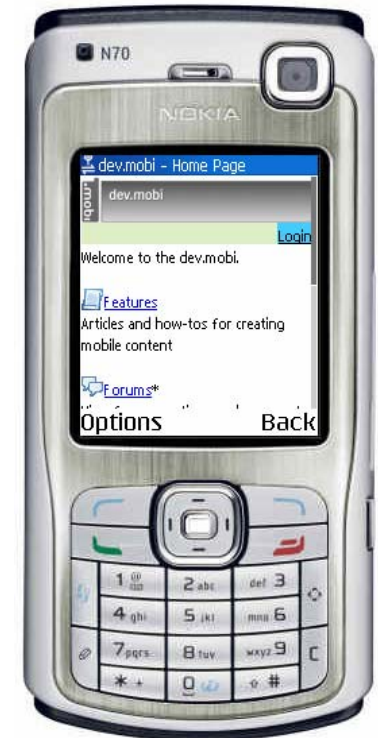 N70
NOKIA
dev.mobi - Home Page
.mobi
dev.mobi
Login
Welcome to the dev.mobi.
Features
Articles and how-tos for creating
mobile content
Forums*
Options Back
1 @
2 abc
def 3
4 ghi
5 jkl
mno 6
7 pqrs
8 tuv
wxyz 9
C
* +
0
#